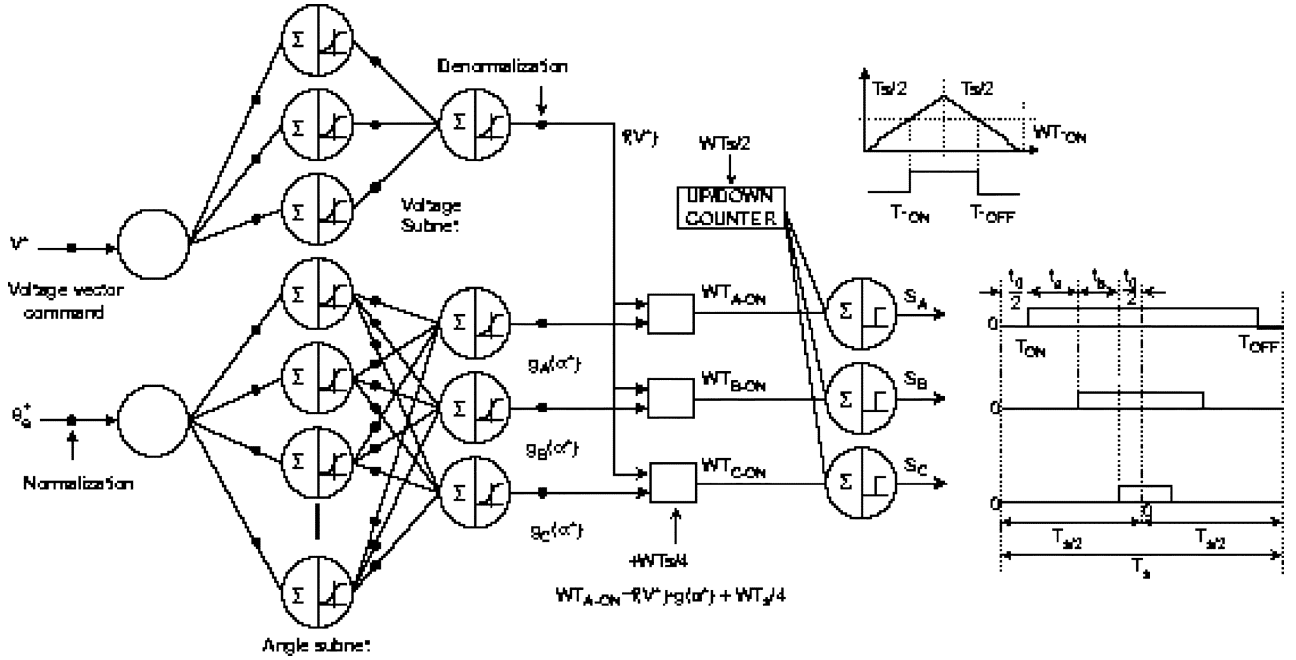 Denormalization
Σ
Σ
Σ
Σ
f(V*)
Voltage
Subnet
V*
Voltage vector
command
WTs/2
UP/DOWN
COUNTER
Ts/2 Ts/2
WT-ON
T-ON T-OFF
Σ
Σ
Σ
Σ
Σ
Σ
Σ
gA(α*)
gB(α*)
gC(α*)
θe*
Normalization
Angle subnet
WTA-ON
WTB-ON
WTC-ON
+WTs/4
WTA-ON=f(V*)·g(α*) + WTs/4
Σ
Σ
Σ
SA
SB
SC
t0/2 ta tb t0/2
0
TON TOFF
0
0
Ts/2 Ts/2
Ts